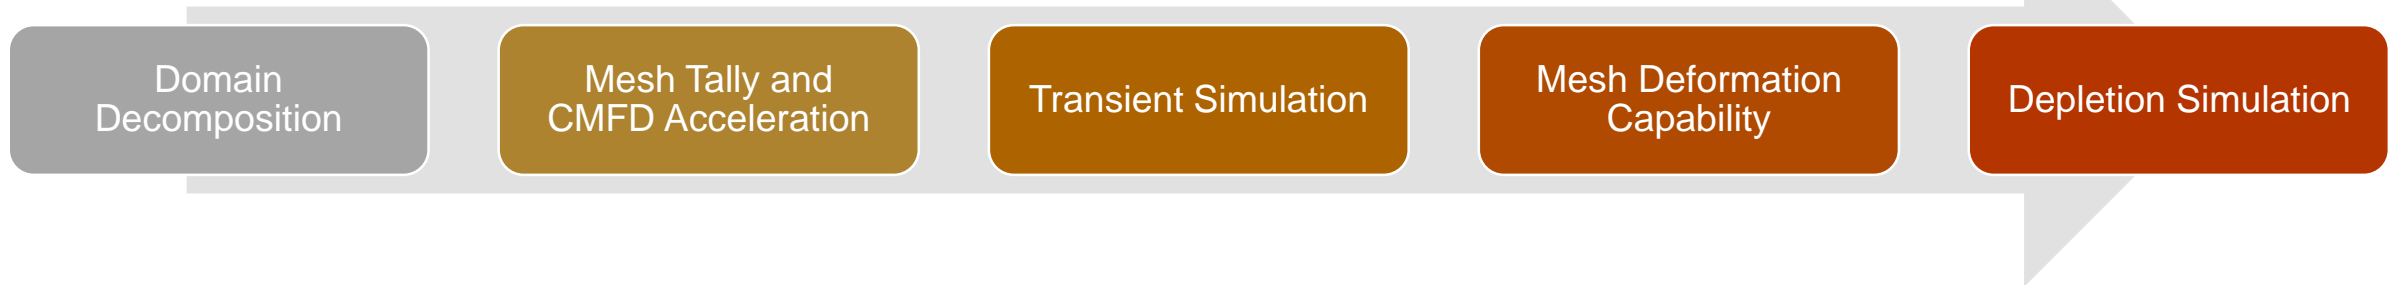 Domain
Decomposition
Mesh Tally and
CMFD Acceleration
Transient Simulation
Mesh Deformation
Capability
Depletion Simulation